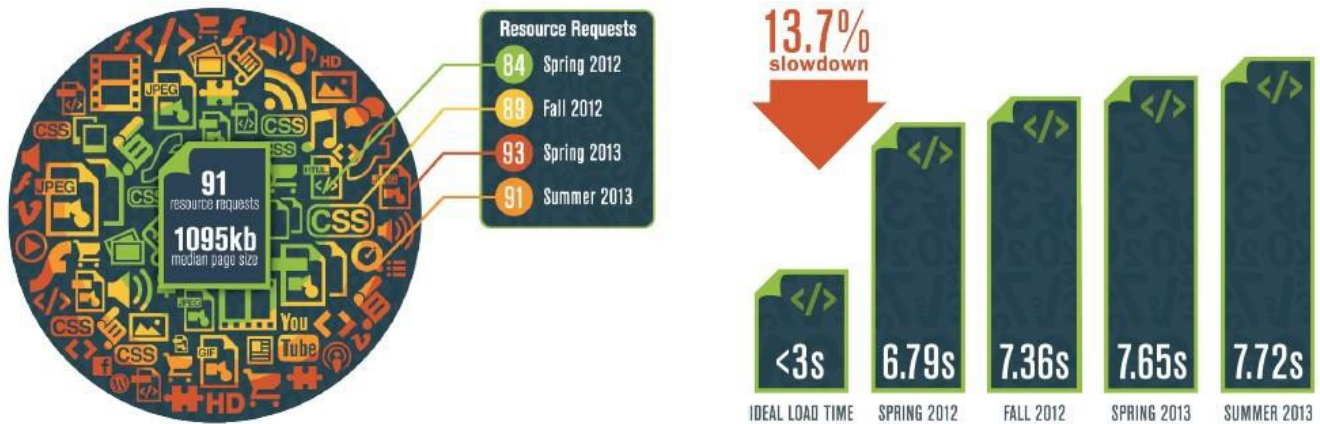 Resource Requests
84 Spring 2012
89 Fall 2012
93 Spring 2013
91 Summer 2013
91
resource requests
1095kb
median page size
HD
JPEG
CSS
CSS
CSS
HTML
JPEG
CSS
JPEG
CSS
You
Tube
CSS
GIF
HD
13.7%
slowdown
<3s
6.79s
7.36s
7.65s
7.72s
IDEAL LOAD TIME
SPRING 2012
FALL 2012
SPRING 2013
SUMMER 2013